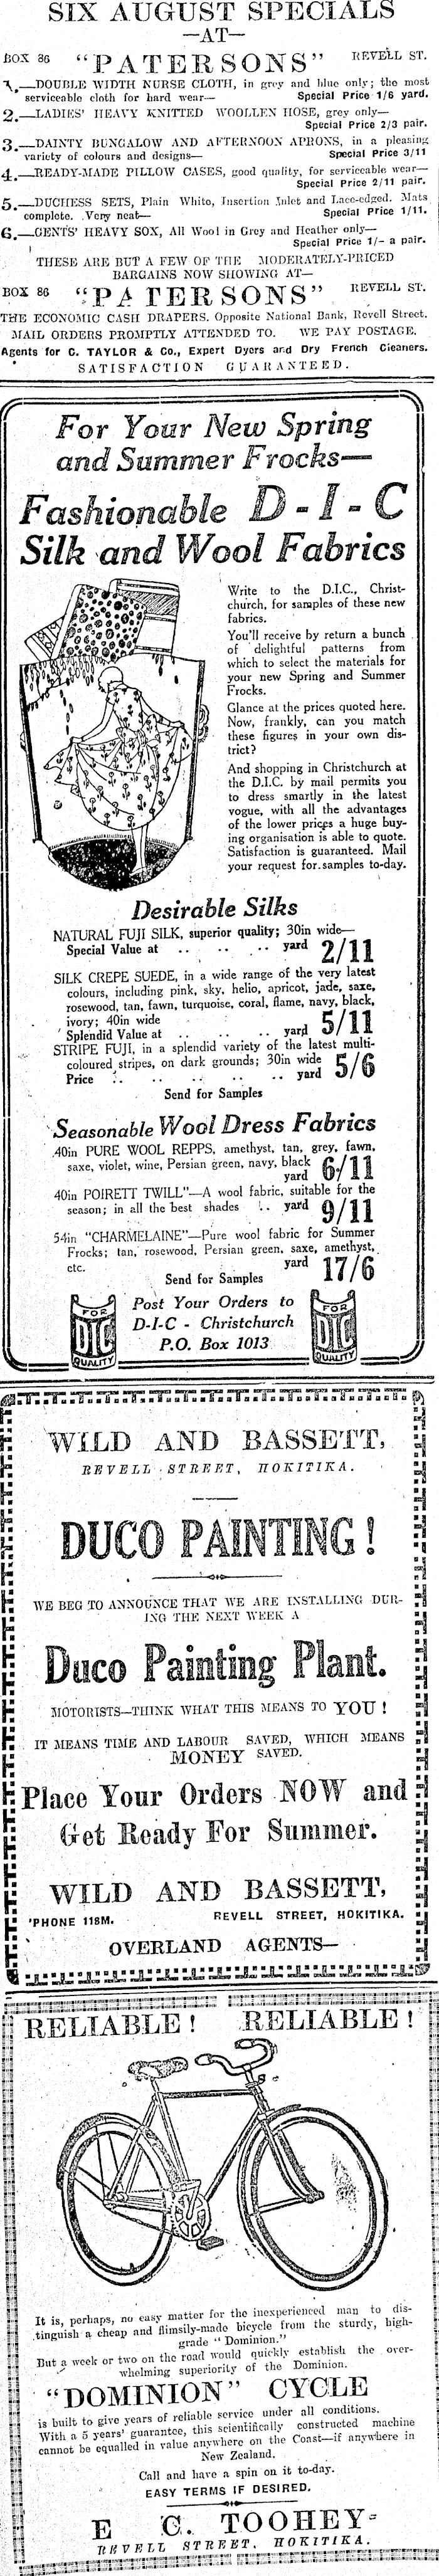 SIX AUGUST SPECIALS
—AT—
BOX 86 "PATERSONS" REVELL ST.
1.—DOUBLE WIDTH NURSE CLOTH, in grey and blue only; the most
serviceable cloth for hard wear— Special Price 1/6 yard.
2.—LADIES' HEAVY KNITTED WOOLLEN HOSE, grey only—
Special Price 2/3 pair.
3.—DAINTY BUNGALOW AND AFTERNOON APRONS, in a pleasing
variety of colours and designs— Special Price 3/11
4.—READY-MADE PILLOW CASES, good quality, for serviceable wear—
Special Price 2/11 pair.
5.—DUCHESS SETS, Plain White, Insertion Inlet and Lace-edged. Mats
complete. Very neat— Special Price 1/11.
6.—GENTS' HEAVY SOX, All Wool in Grey and Heather only—
Special Price 1/- a pair.
THESE ARE BUT A FEW OF THE MODERATELY-PRICED
BARGAINS NOW SHOWING AT—
BOX 86 "PATERSONS" REVELL ST.
THE ECONOMIC CASH DRAPERS. Opposite National Bank, Revell Street.
MAIL ORDERS PROMPTLY ATTENDED TO. WE PAY POSTAGE.
Agents for C. TAYLOR & Co., Expert Dyers and Dry French Cleaners.
SATISFACTION GUARANTEED.
For Your New Spring
and Summer Frocks—
Fashionable D-I-C
Silk and Wool Fabrics
Write to the D.I.C., Christ-
church, for samples of these new
fabrics.
You'll receive by return a bunch
of delightful patterns from
which to select the materials for
your new Spring and Summer
Frocks.
Glance at the prices quoted here.
Now, frankly, can you match
these figures in your own dis-
trict?
And shopping in Christchurch at
the D.I.C. by mail permits you
to dress smartly in the latest
vogue, with all the advantages
of the lower prices a huge buy-
ing organisation is able to quote.
Satisfaction is guaranteed. Mail
your request for samples to-day.
Desirable Silks
NATURAL FUJI SILK, superior quality; 30in wide—
Special Value at .. .. .. yard 2/11
SILK CREPE SUEDE, in a wide range of the very latest
colours, including pink, sky, helio, apricot, jade, saxe,
rosewood, tan, fawn, turquoise, coral, flame, navy, black,
ivory; 40in wide
Splendid Value at .. .. .. yard 5/11
STRIPE FUJI, in a splendid variety of the latest multi-
coloured stripes, on dark grounds; 30in wide
Price .. .. .. .. .. yard 5/6
Send for Samples
Seasonable Wool Dress Fabrics
40in PURE WOOL REPPS, amethyst, tan, grey, fawn,
saxe, violet, wine, Persian green, navy, black
yard 6/11
40in POIRETT TWILL"—A wool fabric, suitable for the
season; in all the best shades .. yard 9/11
54in "CHARMELAINE"—Pure wool fabric for Summer
Frocks; tan, rosewood, Persian green, saxe, amethyst,
etc. yard 17/6
Send for Samples
FOR
DIC
QUALITY
Post Your Orders to
D-I-C - Christchurch
P.O. Box 1013
FOR
DIC
QUALITY
WILD AND BASSETT,
REVELL STREET, HOKITIKA.
DUCO PAINTING!
WE BEG TO ANNOUNCE THAT WE ARE INSTALLING DUR-
ING THE NEXT WEEK A
Duco Painting Plant.
MOTORISTS—THINK WHAT THIS MEANS TO YOU!
IT MEANS TIME AND LABOUR SAVED, WHICH MEANS
MONEY SAVED.
Place Your Orders NOW and
Get Ready For Summer.
WILD AND BASSETT,
'PHONE 118M. REVELL STREET, HOKITIKA.
OVERLAND AGENTS—
RELIABLE! RELIABLE!
It is, perhaps, no easy matter for the inexperienced man to dis-
tinguish a cheap and flimsily-made bicycle from the sturdy, high-
grade "Dominion."
But a week or two on the road would quickly establish the over-
whelming superiority of the Dominion.
"DOMINION" CYCLE
is built to give years of reliable service under all conditions.
With a 5 years' guarantee, this scientifically constructed machine
cannot be equalled in value anywhere on the Coast—if anywhere in
New Zealand.
Call and have a spin on it to-day.
EASY TERMS IF DESIRED.
E C. TOOHEY-
REVELL STREET, HOKITIKA.